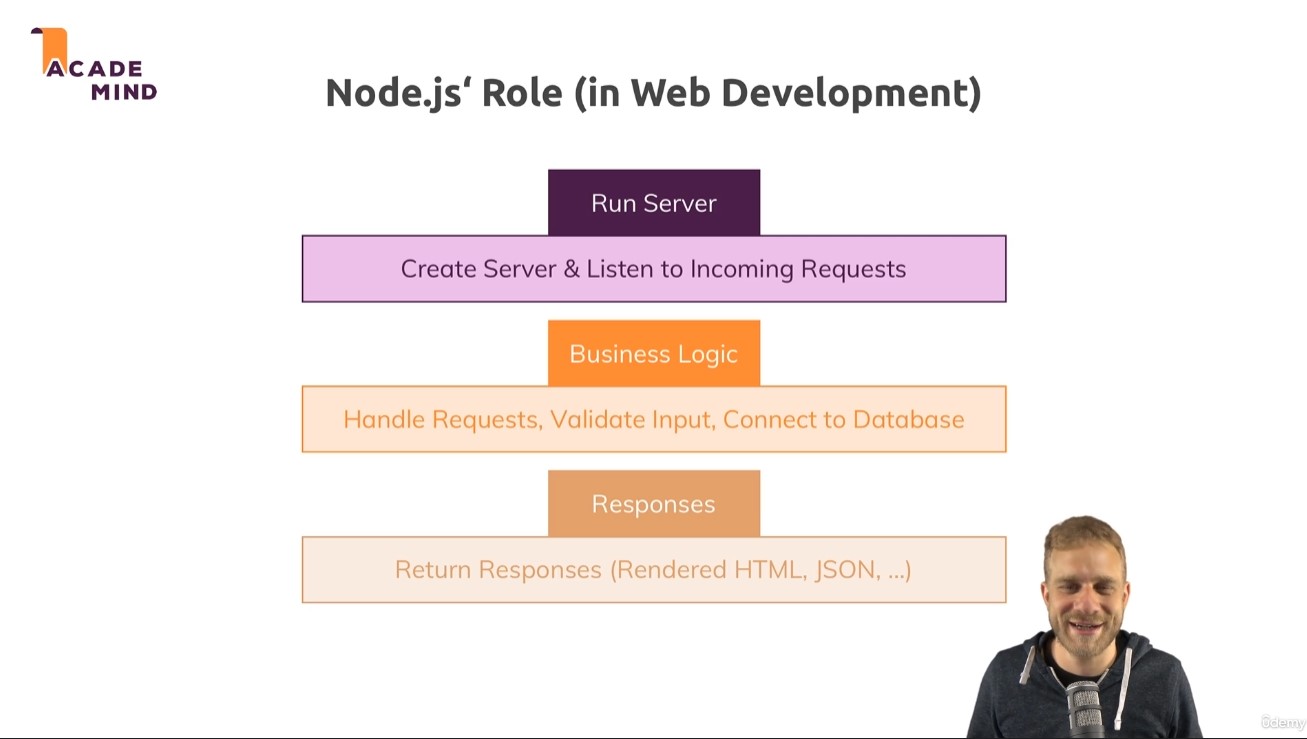 ACADE
MIND
Node.js‘ Role (in Web Development)
Run Server
Create Server & Listen to Incoming Requests
Business Logic
Handle Requests, Validate Input, Connect to Database
Responses
Return Responses (Rendered HTML, JSON, ...)
ûdemy